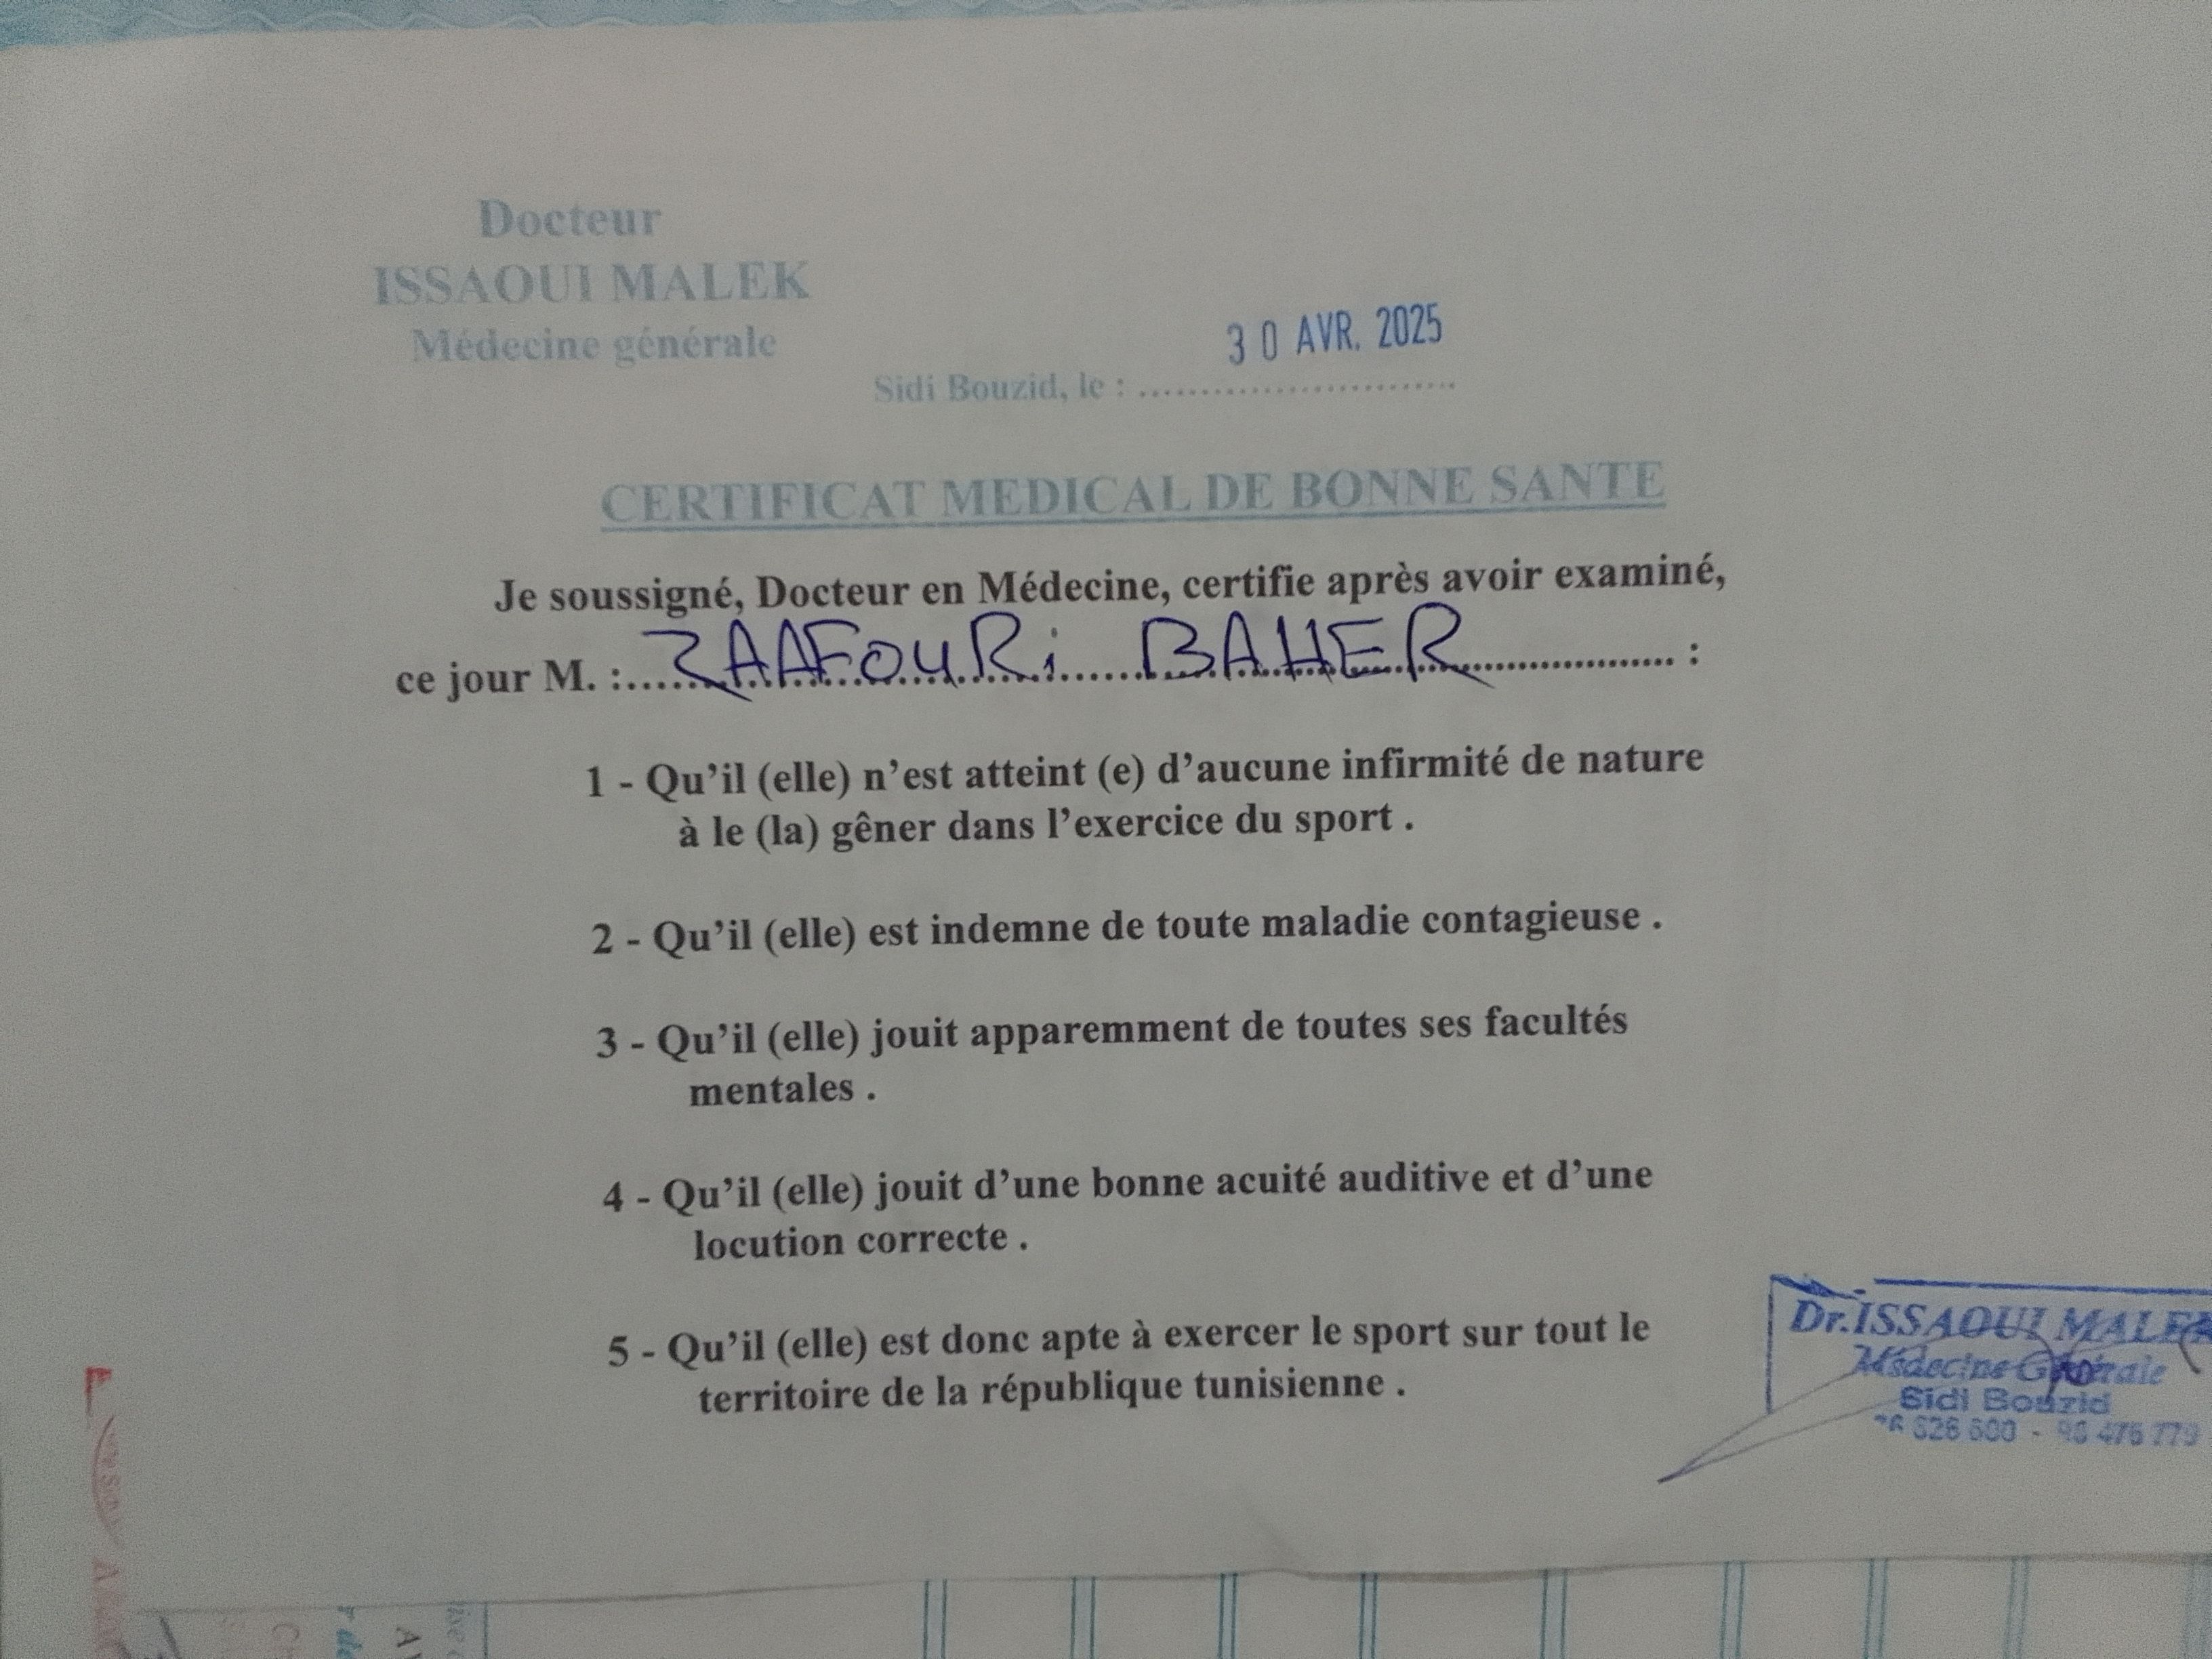 Docteur
ISSAOUI MALEK
Médecine générale
30 AVR. 2025
Sidi Bouzid, le : ................................
CERTIFICAT MEDICAL DE BONNE SANTE
Je soussigné, Docteur en Médecine, certifie après avoir examiné,
ce jour M. :.....ZAAFOURi.....BAHER..................... :
1 - Qu’il (elle) n’est atteint (e) d’aucune infirmité de nature
à le (la) gêner dans l’exercice du sport .
2 - Qu’il (elle) est indemne de toute maladie contagieuse .
3 - Qu’il (elle) jouit apparemment de toutes ses facultés
mentales .
4 - Qu’il (elle) jouit d’une bonne acuité auditive et d’une
locution correcte .
5 - Qu’il (elle) est donc apte à exercer le sport sur tout le
territoire de la république tunisienne .
Dr.ISSAOUI MALEK
Médecine Générale
Sidi Bouzid